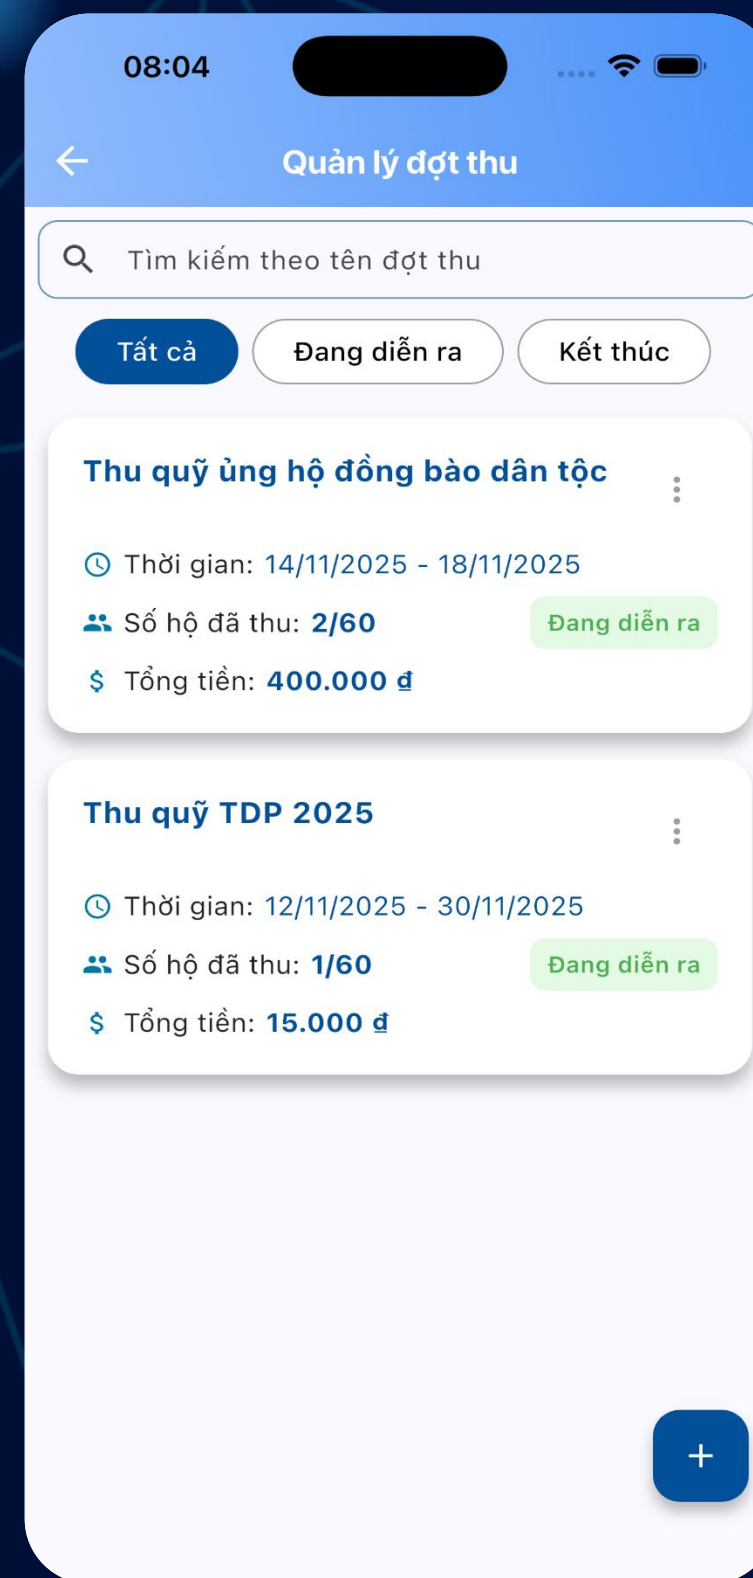 08:04
Quản lý đợt thu
Tìm kiếm theo tên đợt thu
Tất cả Đang diễn ra Kết thúc
Thu quỹ ủng hộ đồng bào dân tộc
Thời gian: 14/11/2025 - 18/11/2025
Số hộ đã thu: 2/60 Đang diễn ra
$ Tổng tiền: 400.000 ₫
Thu quỹ TDP 2025
Thời gian: 12/11/2025 - 30/11/2025
Số hộ đã thu: 1/60 Đang diễn ra
$ Tổng tiền: 15.000 ₫
+